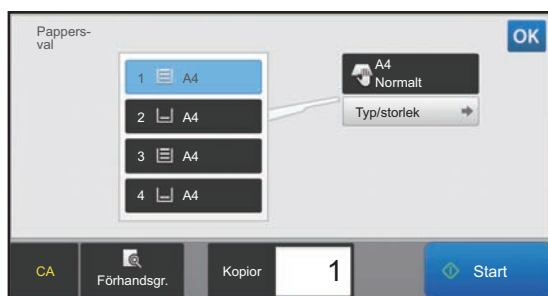 Pappers-
val
OK
1 A4
2 A4
3 A4
4 A4
A4
Normalt
Typ/storlek
CA
Förhandsgr.
Kopior
1
Start